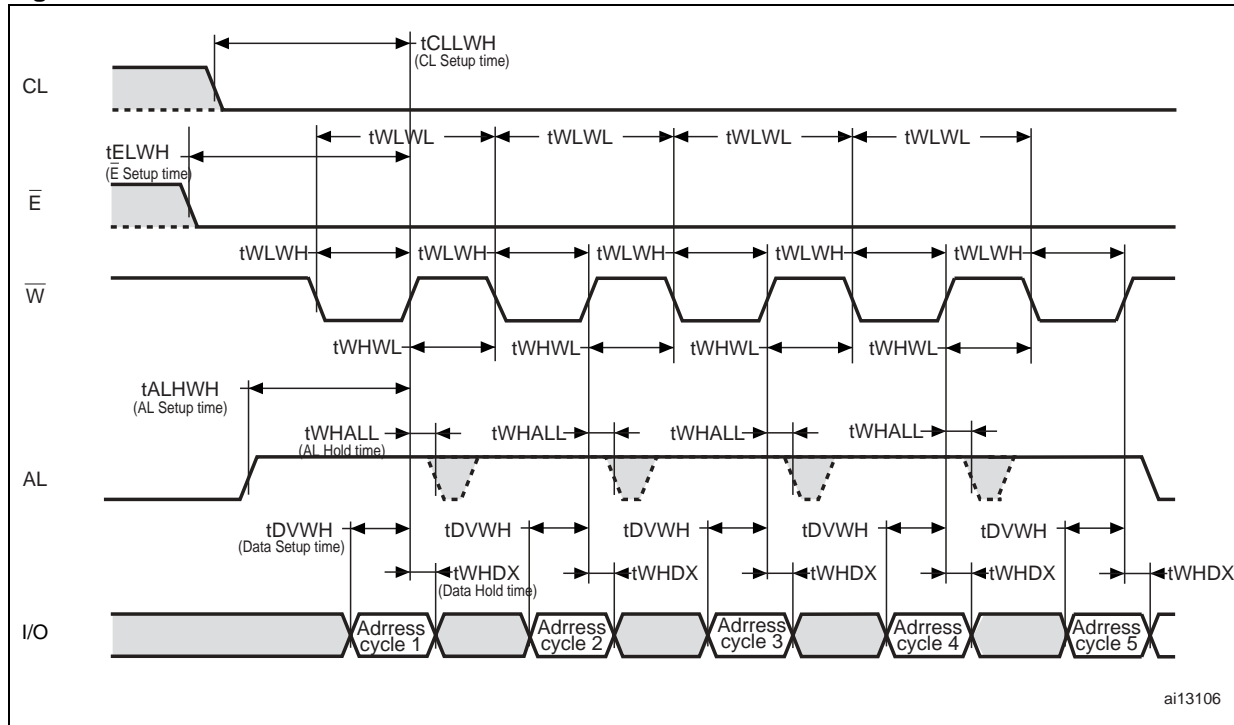 tCLLWH
(CL Setup time)
CL
tWLWL tWLWL tWLWL tWLWL
tELWH
(E̅ Setup time)
E̅
tWLWH tWLWH tWLWH tWLWH tWLWH
W̅
tWHWL tWHWL tWHWL tWHWL
tALHWH
(AL Setup time)
tWHALL tWHALL tWHALL tWHALL
(AL Hold time)
AL
tDVWH tDVWH tDVWH tDVWH tDVWH
(Data Setup time)
tWHDX tWHDX tWHDX tWHDX tWHDX
(Data Hold time)
I/O
Adrress
cycle 1
Adrress
cycle 2
Adrress
cycle 3
Adrress
cycle 4
Adrress
cycle 5
ai13106